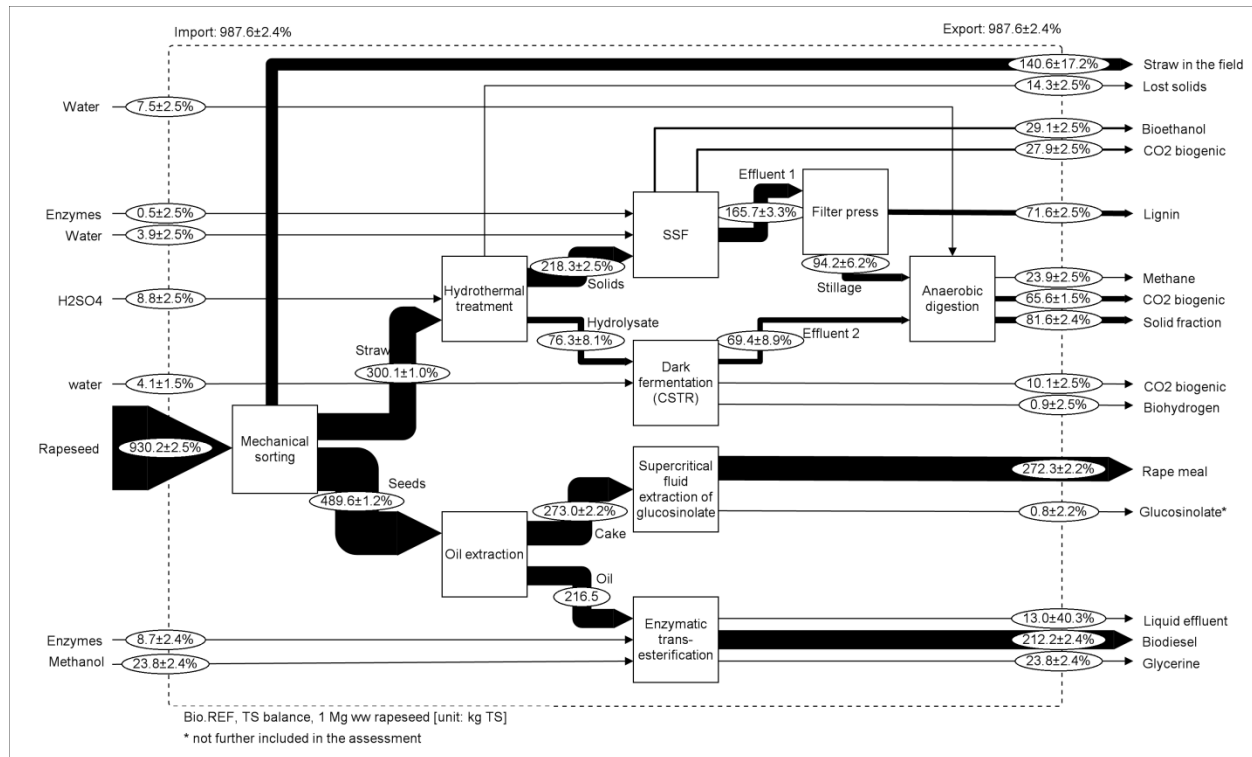 Import: 987.6±2.4%
Export: 987.6±2.4%
140.6±17.2%
Straw in the field
14.3±2.5%
Lost solids
Water
7.5±2.5%
29.1±2.5%
Bioethanol
27.9±2.5%
CO2 biogenic
Effluent 1
Enzymes
0.5±2.5%
165.7±3.3%
Filter press
71.6±2.5%
Lignin
Water
3.9±2.5%
SSF
94.2±6.2%
218.3±2.5%
Solids
Stillage
23.9±2.5%
Methane
H2SO4
8.8±2.5%
Hydrothermal
treatment
Anaerobic
digestion
65.6±1.5%
CO2 biogenic
81.6±2.4%
Solid fraction
Hydrolysate
76.3±8.1%
69.4±8.9%
Effluent 2
Straw
300.1±1.0%
water
4.1±1.5%
Dark
fermentation
(CSTR)
10.1±2.5%
CO2 biogenic
0.9±2.5%
Biohydrogen
Rapeseed
930.2±2.5%
Mechanical
sorting
Seeds
489.6±1.2%
273.0±2.2%
Cake
Supercritical
fluid
extraction of
glucosinolate
272.3±2.2%
Rape meal
0.8±2.2%
Glucosinolate*
Oil extraction
Oil
216.5
13.0±40.3%
Liquid effluent
Enzymes
8.7±2.4%
Enzymatic
trans-
esterification
212.2±2.4%
Biodiesel
Methanol
23.8±2.4%
23.8±2.4%
Glycerine
Bio.REF, TS balance, 1 Mg ww rapeseed [unit: kg TS]
* not further included in the assessment